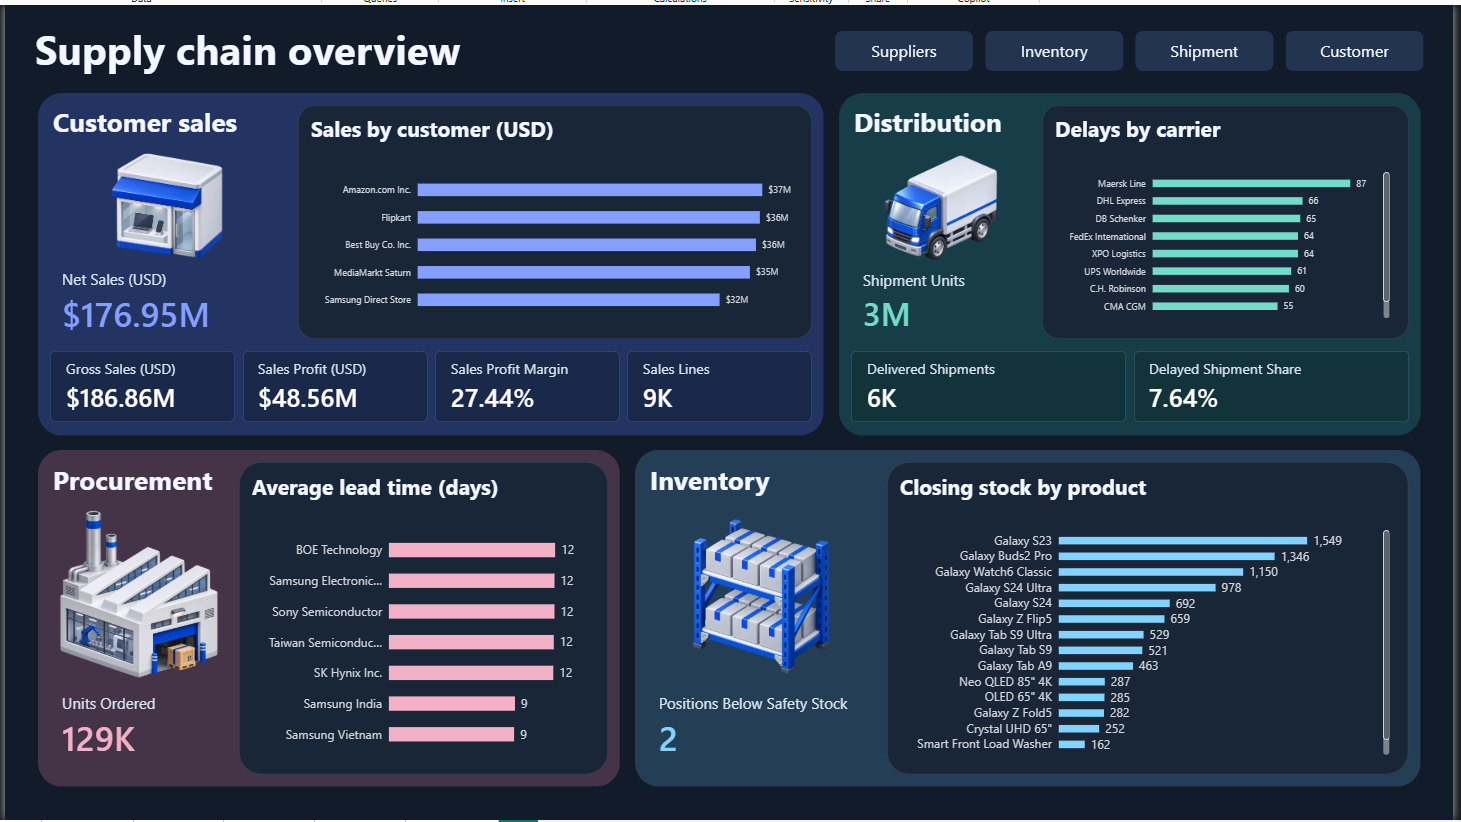 Supply chain overview
Suppliers
Inventory
Shipment
Customer
Customer sales
Net Sales (USD)
$176.95M
Sales by customer (USD)
Amazon.com Inc. $37M
Flipkart $36M
Best Buy Co. Inc. $36M
MediaMarkt Saturn $35M
Samsung Direct Store $32M
Gross Sales (USD)
$186.86M
Sales Profit (USD)
$48.56M
Sales Profit Margin
27.44%
Sales Lines
9K
Distribution
Shipment Units
3M
Delays by carrier
Maersk Line 87
DHL Express 66
DB Schenker 65
FedEx International 64
XPO Logistics 64
UPS Worldwide 61
C.H. Robinson 60
CMA CGM 55
Delivered Shipments
6K
Delayed Shipment Share
7.64%
Procurement
Units Ordered
129K
Average lead time (days)
BOE Technology 12
Samsung Electronic... 12
Sony Semiconductor 12
Taiwan Semiconduc... 12
SK Hynix Inc. 12
Samsung India 9
Samsung Vietnam 9
Inventory
Positions Below Safety Stock
2
Closing stock by product
Galaxy S23 1,549
Galaxy Buds2 Pro 1,346
Galaxy Watch6 Classic 1,150
Galaxy S24 Ultra 978
Galaxy S24 692
Galaxy Z Flip5 659
Galaxy Tab S9 Ultra 529
Galaxy Tab S9 521
Galaxy Tab A9 463
Neo QLED 85" 4K 287
OLED 65" 4K 285
Galaxy Z Fold5 282
Crystal UHD 65" 252
Smart Front Load Washer 162